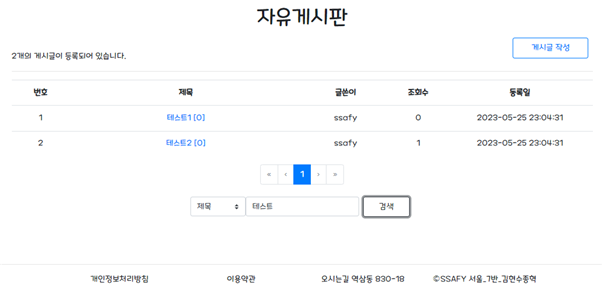 자유게시판
게시글 작성
2개의 게시글이 등록되어 있습니다.
번호 제목 글쓴이 조회수 등록일
1 테스트1 [0] ssafy 0 2023-05-25 23:04:31
2 테스트2 [0] ssafy 1 2023-05-25 23:04:31
« ‹ 1 › »
제목 테스트 검색
개인정보처리방침 이용약관 오시는길 역삼동 830-18 ©SSAFY 서울_7반_김현수종혁